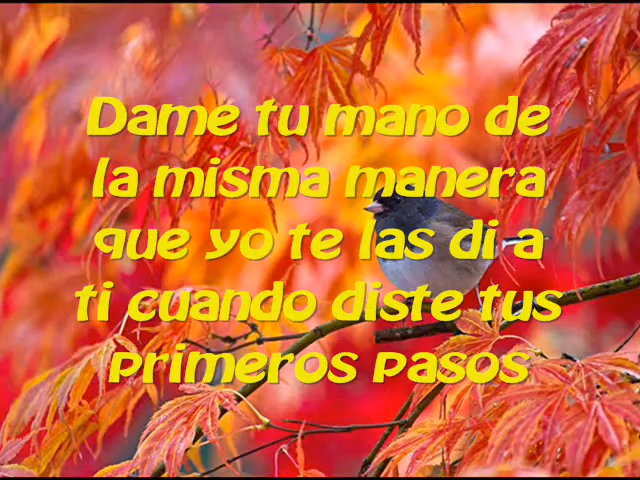 Dame tu mano de
la misma manera
que yo te las di a
ti cuando diste tus
primeros pasos